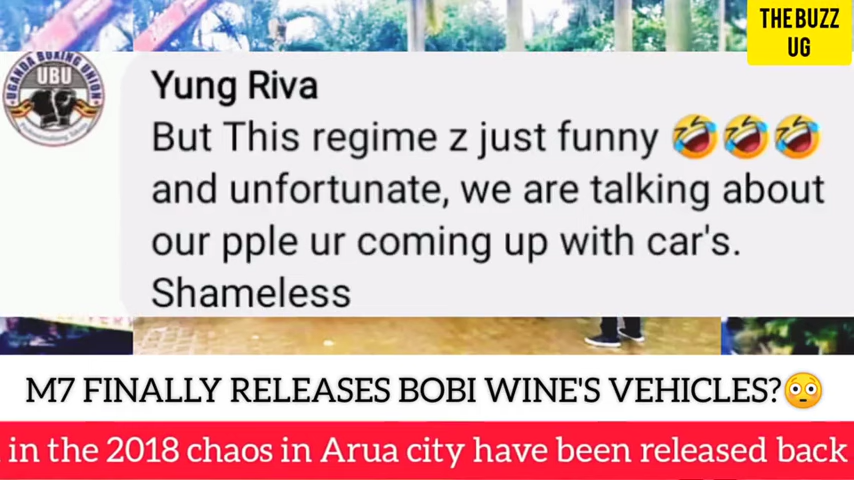 THE BUZZ
UG
UGANDA BOXING UNION
UBU
Yung Riva
But This regime z just funny 🤣🤣🤣
and unfortunate, we are talking about
our pple ur coming up with car's.
Shameless
M7 FINALLY RELEASES BOBI WINE'S VEHICLES?😳
in the 2018 chaos in Arua city have been released back